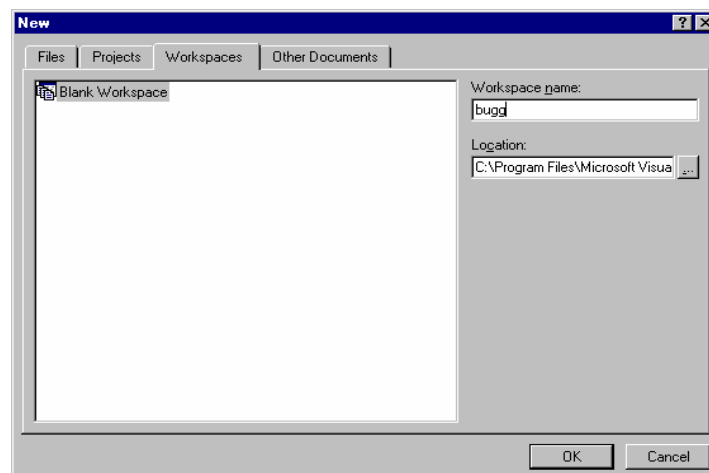 New
Files Projects Workspaces Other Documents
Blank Workspace
Workspace name:
bugg
Location:
C:\Program Files\Microsoft Visua ...
OK Cancel